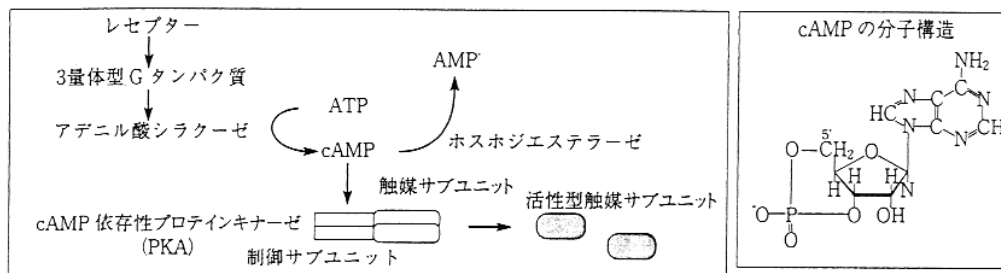 レセプター
3量体型Gタンパク質
アデニル酸シラクーゼ
ATP
cAMP
AMP
ホスホジエステラーゼ
触媒サブユニット
cAMP 依存性プロテインキナーゼ
(PKA)
制御サブユニット
活性型触媒サブユニット
cAMPの分子構造
NH₂
N
N
HC
CH
N
N
5'
O
CH₂
O
H
H
H
N
⁻O
P
O
OH
O